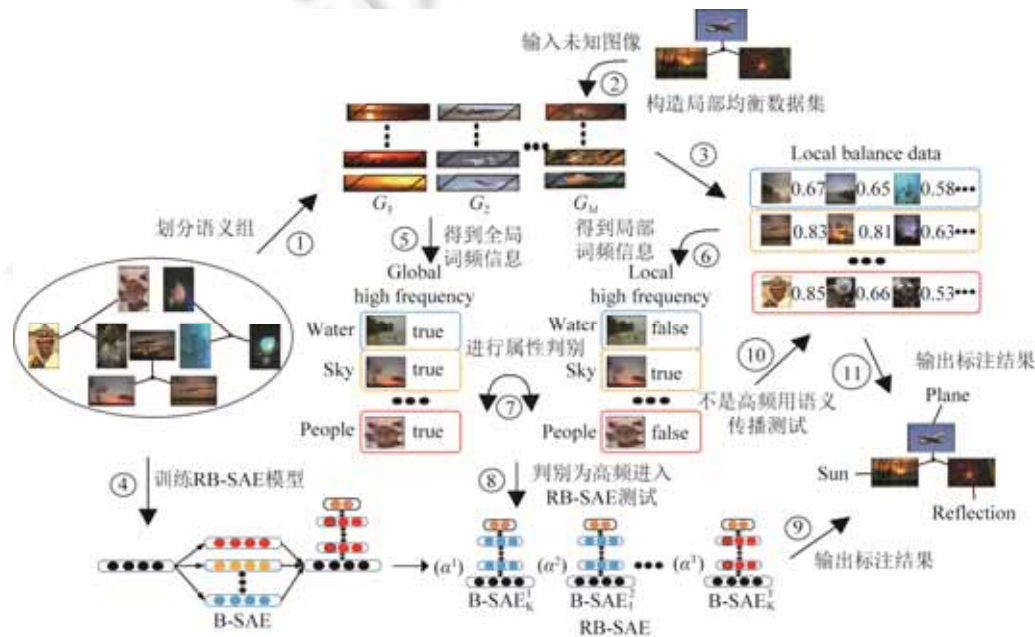 输入未知图像
②
构造局部均衡数据集
③
Local balance data
0.67 0.65 0.58
0.83 0.81 0.63
0.85 0.66 0.53
G₁ G₂ G_M
划分语义组
①
⑤
得到全局
词频信息
得到局部
词频信息
⑥
Global
high frequency
Local
high frequency
Water true
Sky true
People true
进行属性判别
⑦
Water false
Sky true
People false
⑩
不是高频用语义
传播测试
⑪
输出标注结果
Plane
Sun
Reflection
④
训练RB-SAE模型
⑧
判别为高频进入
RB-SAE测试
⑨
输出标注结果
B-SAE
(α¹) (α²) (αᵀ)
RB-SAE